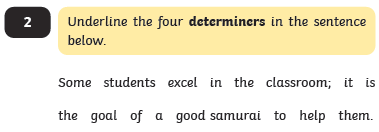 2
Underline the four determiners in the sentence
below.
Some students excel in the classroom; it is
the goal of a good samurai to help them.